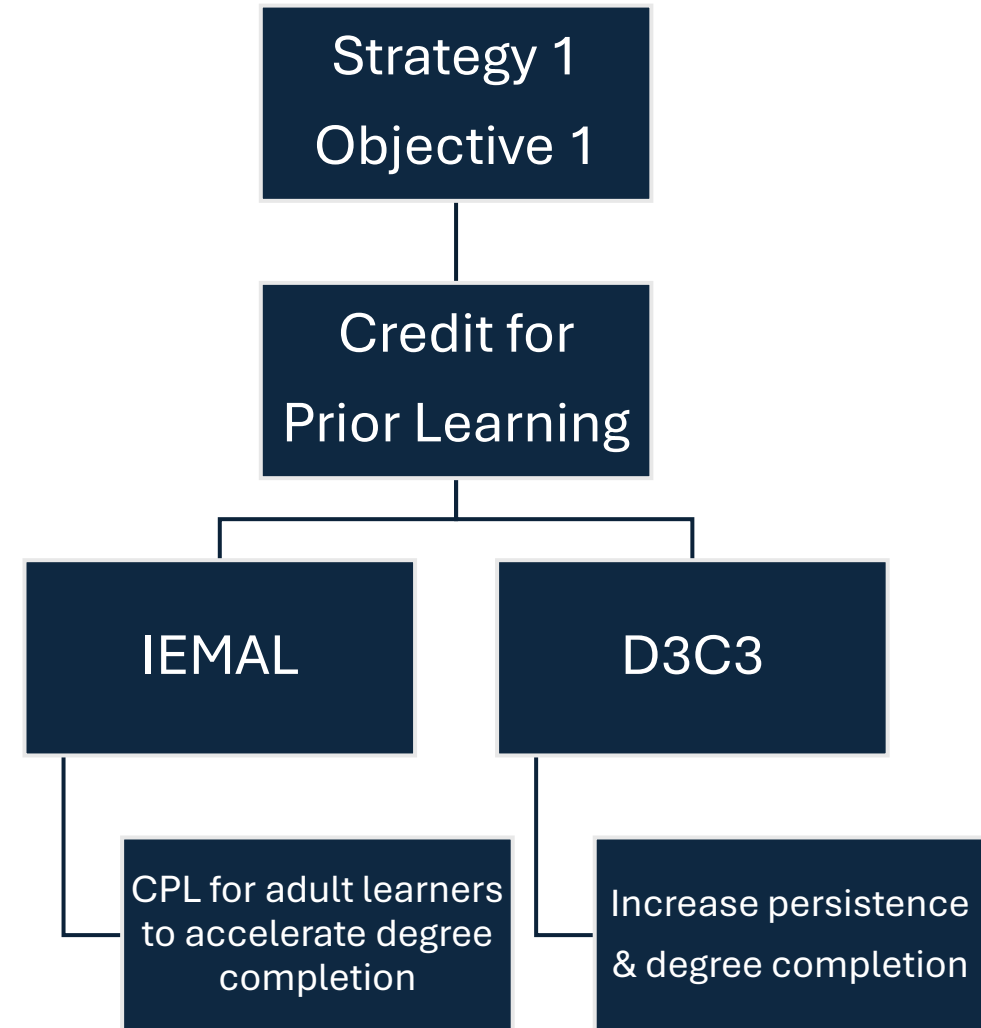 Strategy 1
Objective 1
Credit for
Prior Learning
IEMAL
D3C3
CPL for adult learners
to accelerate degree
completion
Increase persistence
& degree completion